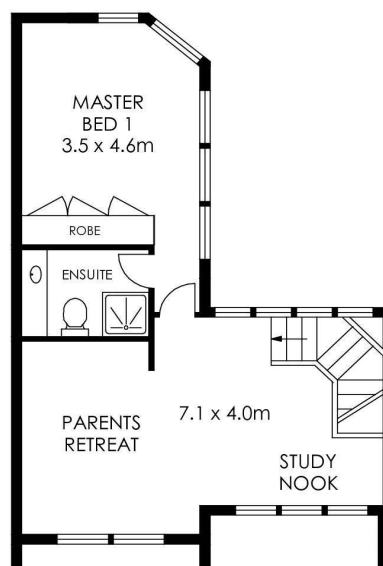 MASTER
BED 1
3.5 x 4.6m
ROBE
ENSUITE
PARENTS
RETREAT
7.1 x 4.0m
STUDY
NOOK